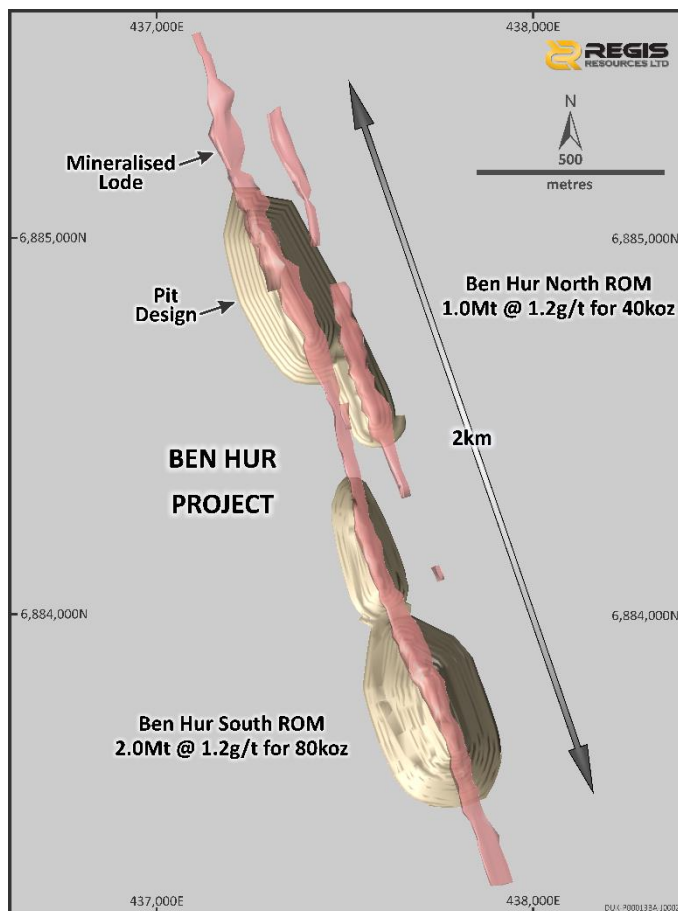 437,000E
438,000E
REGIS
RESOURCES LTD
N
500
metres
Mineralised
Lode
6,885,000N
6,885,000N
Pit
Design
Ben Hur North ROM
1.0Mt @ 1.2g/t for 40koz
2km
BEN HUR
PROJECT
6,884,000N
6,884,000N
Ben Hur South ROM
2.0Mt @ 1.2g/t for 80koz
437,000E
438,000E